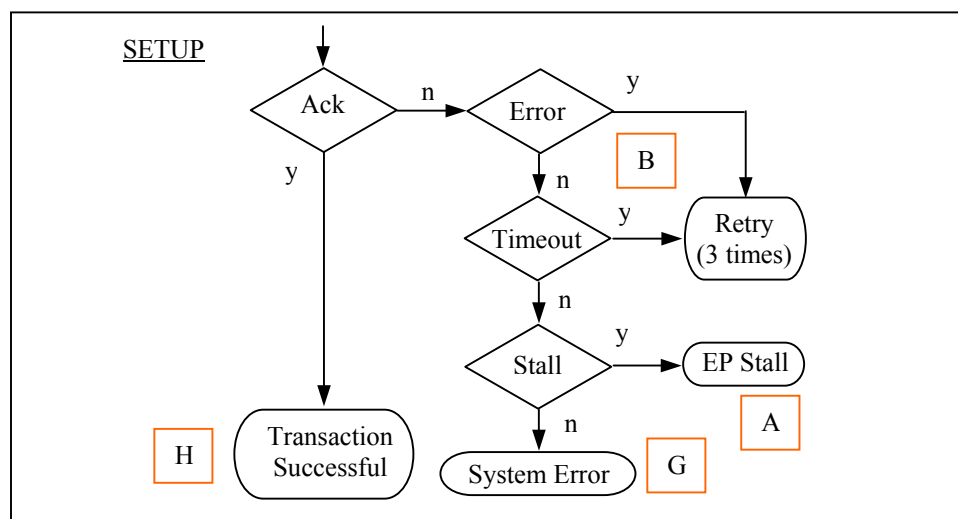 SETUP
Ack
n
Error
y
y
B
n
Timeout
y
Retry
(3 times)
n
Stall
y
EP Stall
A
n
H
Transaction
Successful
System Error
G